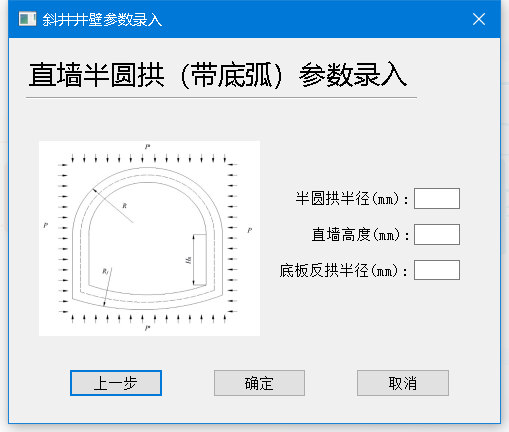 斜井井壁参数录入
直墙半圆拱（带底弧）参数录入
P
R
P
P
H₀
R₁
P
半圆拱半径(mm)：
直墙高度(mm)：
底板反拱半径(mm)：
上一步
确定
取消